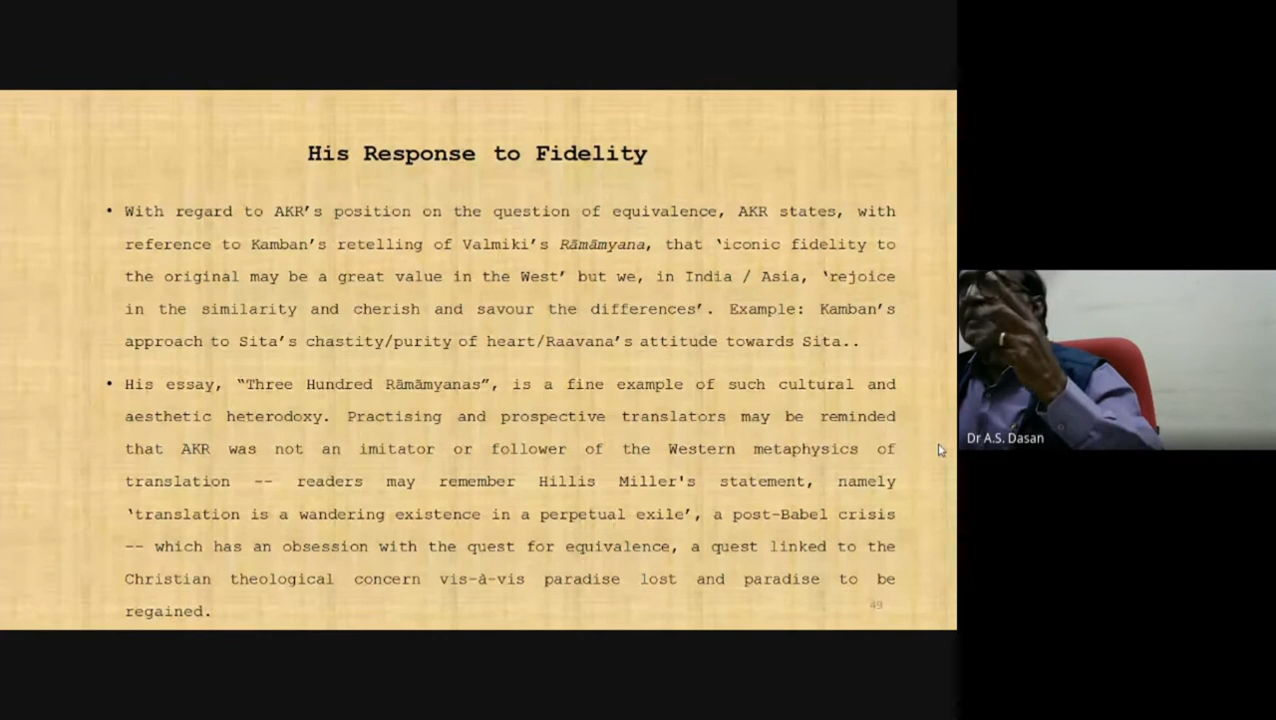 His Response to Fidelity
• With regard to AKR's position on the question of equivalence, AKR states, with
reference to Kamban's retelling of Valmiki's Rāmāmyana, that ‘iconic fidelity to
the original may be a great value in the West’ but we, in India / Asia, ‘rejoice
in the similarity and cherish and savour the differences’. Example: Kamban's
approach to Sita's chastity/purity of heart/Raavana's attitude towards Sita..
• His essay, “Three Hundred Rāmāmyanas”, is a fine example of such cultural and
aesthetic heterodoxy. Practising and prospective translators may be reminded
that AKR was not an imitator or follower of the Western metaphysics of
translation -- readers may remember Hillis Miller's statement, namely
‘translation is a wandering existence in a perpetual exile’, a post-Babel crisis
-- which has an obsession with the quest for equivalence, a quest linked to the
Christian theological concern vis-à-vis paradise lost and paradise to be
regained.
49
Dr A.S. Dasan